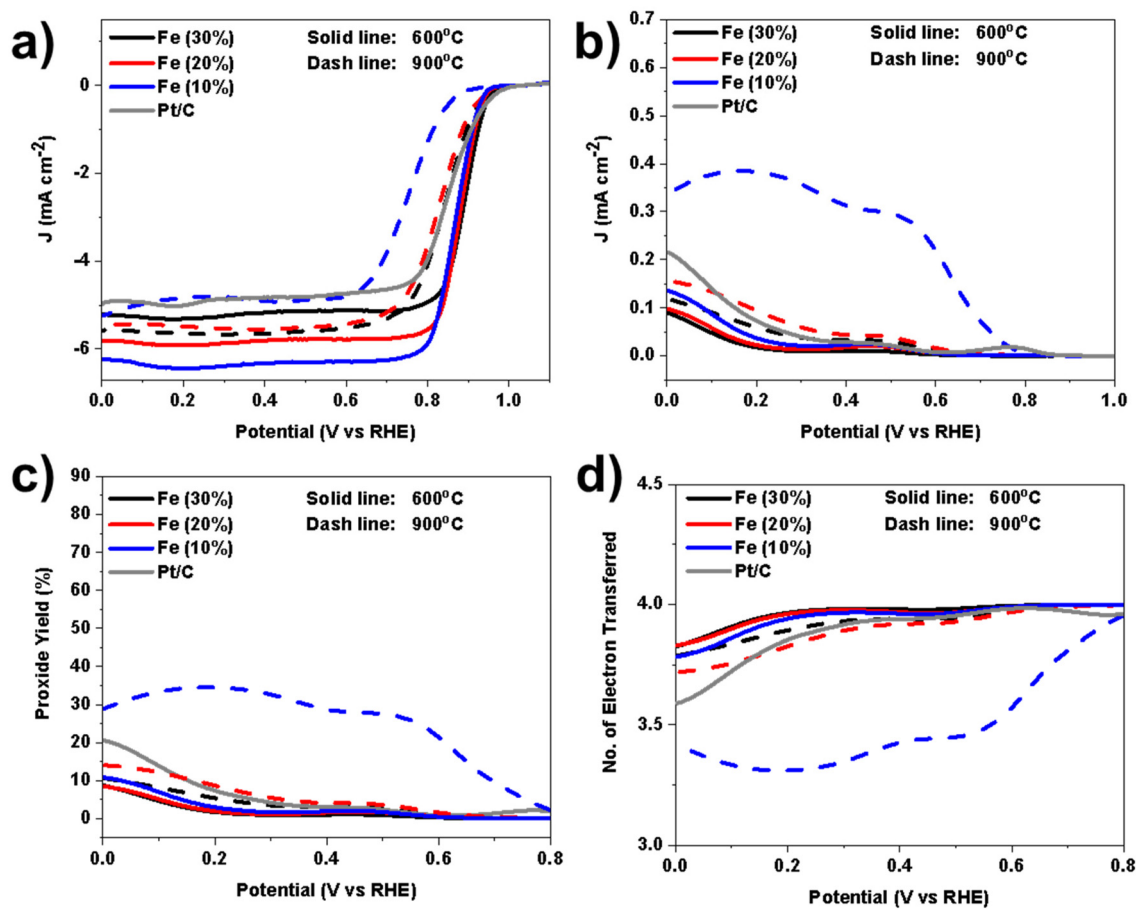 a)
Fe (30%) Solid line: 600°C
Fe (20%) Dash line: 900°C
Fe (10%)
Pt/C
0
-2
-4
-6
J (mA cm⁻²)
0.0 0.2 0.4 0.6 0.8 1.0
Potential (V vs RHE)
b)
Fe (30%) Solid line: 600°C
Fe (20%) Dash line: 900°C
Fe (10%)
Pt/C
0.7
0.6
0.5
0.4
0.3
0.2
0.1
0.0
J (mA cm⁻²)
0.0 0.2 0.4 0.6 0.8 1.0
Potential (V vs RHE)
c)
Fe (30%) Solid line: 600°C
Fe (20%) Dash line: 900°C
Fe (10%)
Pt/C
90
80
70
60
50
40
30
20
10
0
Proxide Yield (%)
0.0 0.2 0.4 0.6 0.8
Potential (V vs RHE)
d)
Fe (30%) Solid line: 600°C
Fe (20%) Dash line: 900°C
Fe (10%)
Pt/C
4.5
4.0
3.5
3.0
No. of Electron Transferred
0.0 0.2 0.4 0.6 0.8
Potential (V vs RHE)